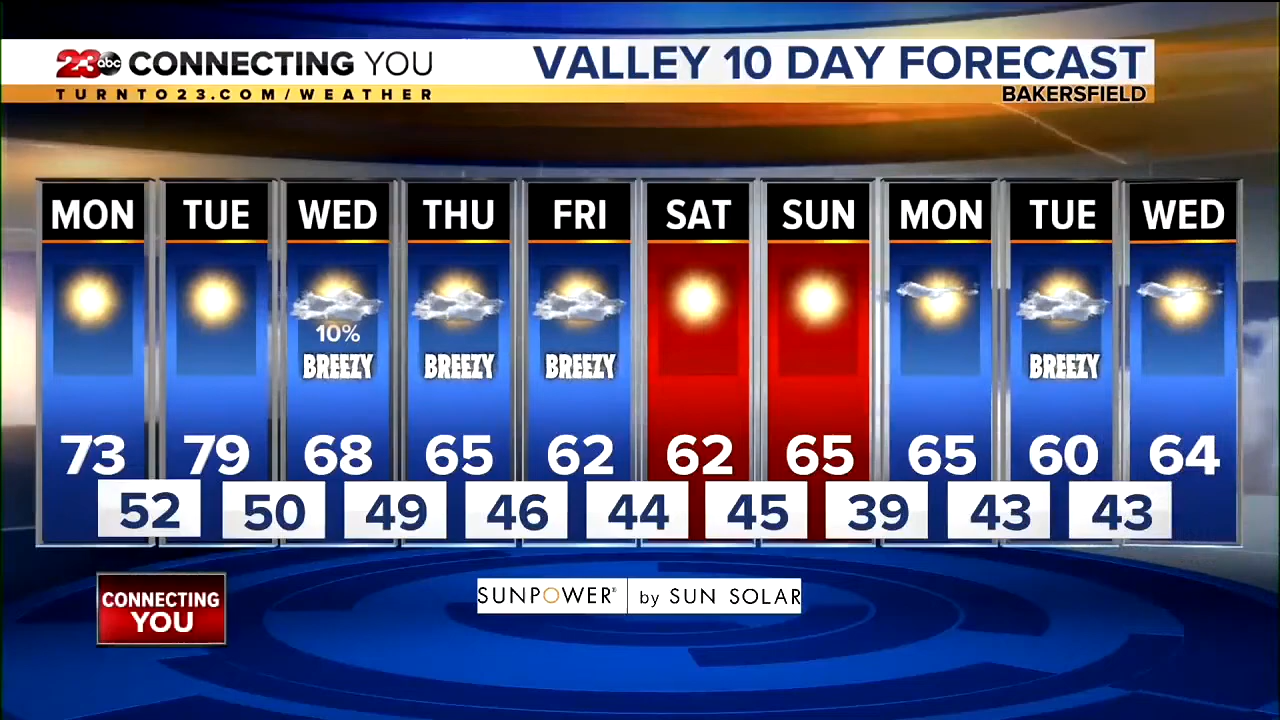 23 abc CONNECTING YOU
TURNTO23.COM/WEATHER
VALLEY 10 DAY FORECAST
BAKERSFIELD
MON TUE WED THU FRI SAT SUN MON TUE WED
10%
BREEZY BREEZY BREEZY BREEZY
73 79 68 65 62 62 65 65 60 64
52 50 49 46 44 45 39 43 43
SUNPOWER® by SUN SOLAR
CONNECTING
YOU